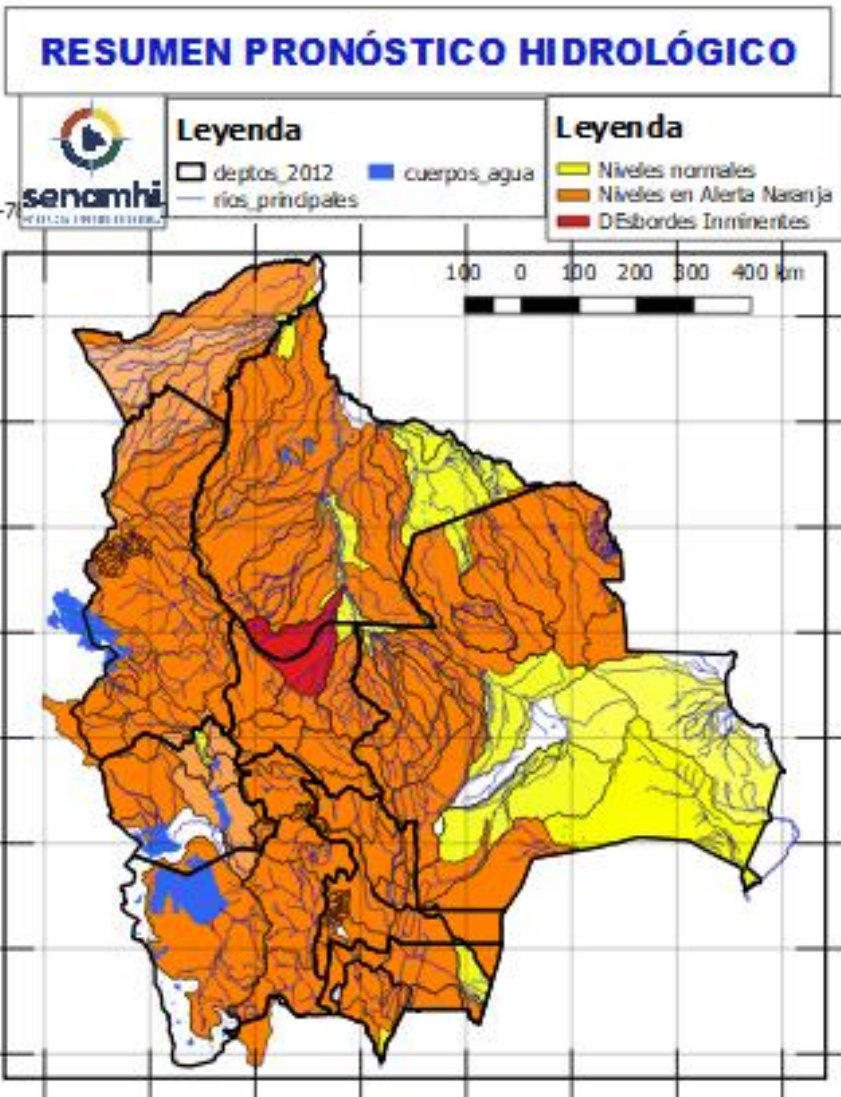 RESUMEN PRONÓSTICO HIDROLÓGICO
senamhi
Leyenda
deptos_2012
cuerpos_agua
rios_principales
Leyenda
Niveles normales
Niveles en Alerta Naranja
DEsbordes Inminentes
100 0 100 200 300 400 km